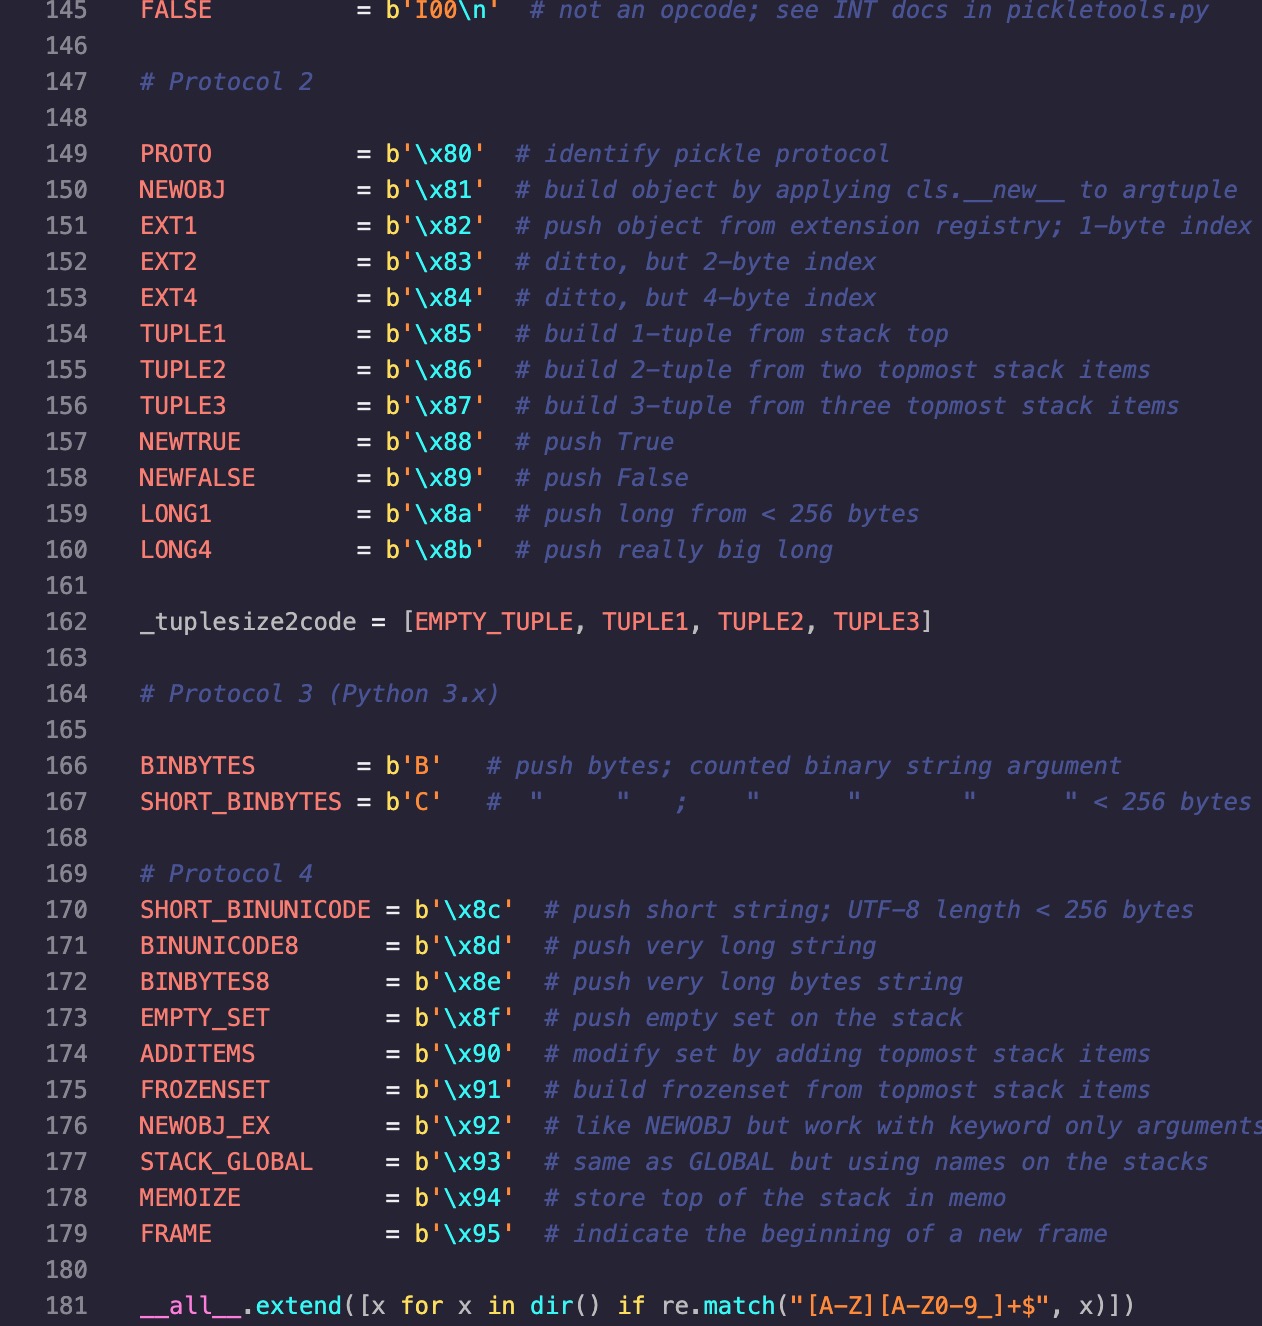 145 FALSE = b'I00\n' # not an opcode; see INT docs in pickletools.py
146
147 # Protocol 2
148
149 PROTO = b'\x80' # identify pickle protocol
150 NEWOBJ = b'\x81' # build object by applying cls.__new__ to argtuple
151 EXT1 = b'\x82' # push object from extension registry; 1-byte index
152 EXT2 = b'\x83' # ditto, but 2-byte index
153 EXT4 = b'\x84' # ditto, but 4-byte index
154 TUPLE1 = b'\x85' # build 1-tuple from stack top
155 TUPLE2 = b'\x86' # build 2-tuple from two topmost stack items
156 TUPLE3 = b'\x87' # build 3-tuple from three topmost stack items
157 NEWTRUE = b'\x88' # push True
158 NEWFALSE = b'\x89' # push False
159 LONG1 = b'\x8a' # push long from < 256 bytes
160 LONG4 = b'\x8b' # push really big long
161
162 _tuplesize2code = [EMPTY_TUPLE, TUPLE1, TUPLE2, TUPLE3]
163
164 # Protocol 3 (Python 3.x)
165
166 BINBYTES = b'B' # push bytes; counted binary string argument
167 SHORT_BINBYTES = b'C' # " " ; " " " " < 256 bytes
168
169 # Protocol 4
170 SHORT_BINUNICODE = b'\x8c' # push short string; UTF-8 length < 256 bytes
171 BINUNICODE8 = b'\x8d' # push very long string
172 BINBYTES8 = b'\x8e' # push very long bytes string
173 EMPTY_SET = b'\x8f' # push empty set on the stack
174 ADDITEMS = b'\x90' # modify set by adding topmost stack items
175 FROZENSET = b'\x91' # build frozenset from topmost stack items
176 NEWOBJ_EX = b'\x92' # like NEWOBJ but work with keyword only arguments
177 STACK_GLOBAL = b'\x93' # same as GLOBAL but using names on the stacks
178 MEMOIZE = b'\x94' # store top of the stack in memo
179 FRAME = b'\x95' # indicate the beginning of a new frame
180
181 __all__.extend([x for x in dir() if re.match("[A-Z][A-Z0-9_]+$", x)])